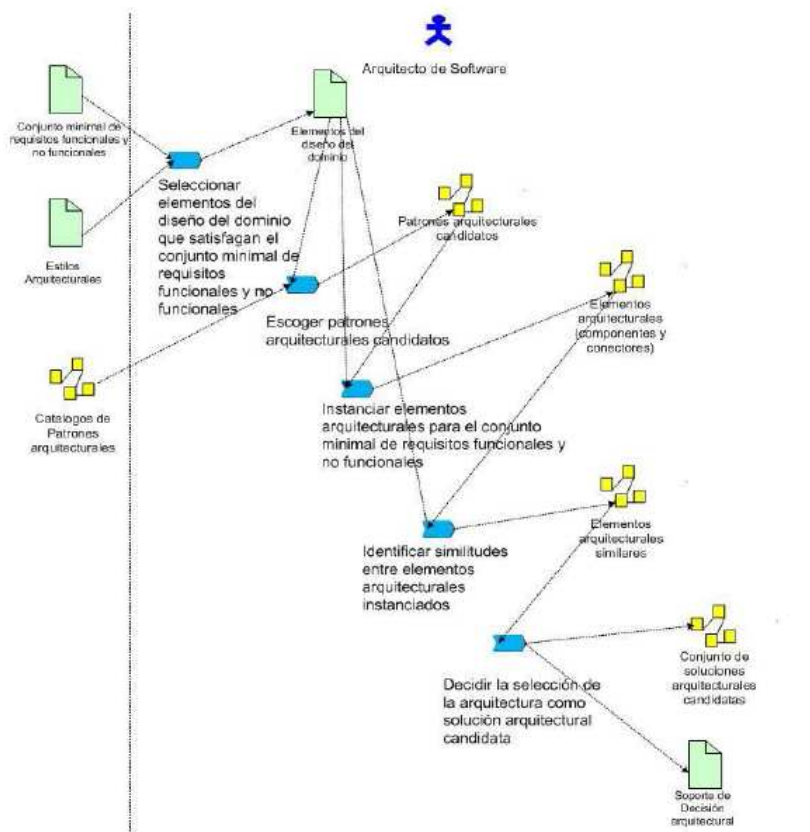 Arquitecto de Software
Conjunto minimal de
requisitos funcionales y
no funcionales
Elementos del
diseño del
dominio
Seleccionar
elementos del
diseño del dominio
que satisfagan el
conjunto minimal de
requisitos
funcionales y no
funcionales
Estilos
Arquitecturales
Patrones arquitecturales
candidatos
Escoger patrones
arquitecturales candidatos
Elementos
arquitecturales
(componentes y
conectores)
Catalogos de
Patrones
arquitecturales
Instanciar elementos
arquitecturales para el conjunto
minimal de requisitos funcionales y
no funcionales
Elementos
arquitecturales
similares
Identificar similitudes
entre elementos
arquitecturales
instanciados
Conjunto de
soluciones
arquitecturales
candidatas
Decidir la selección de
la arquitectura como
solución arquitectural
candidata
Soporte de
Decisión
arquitectural